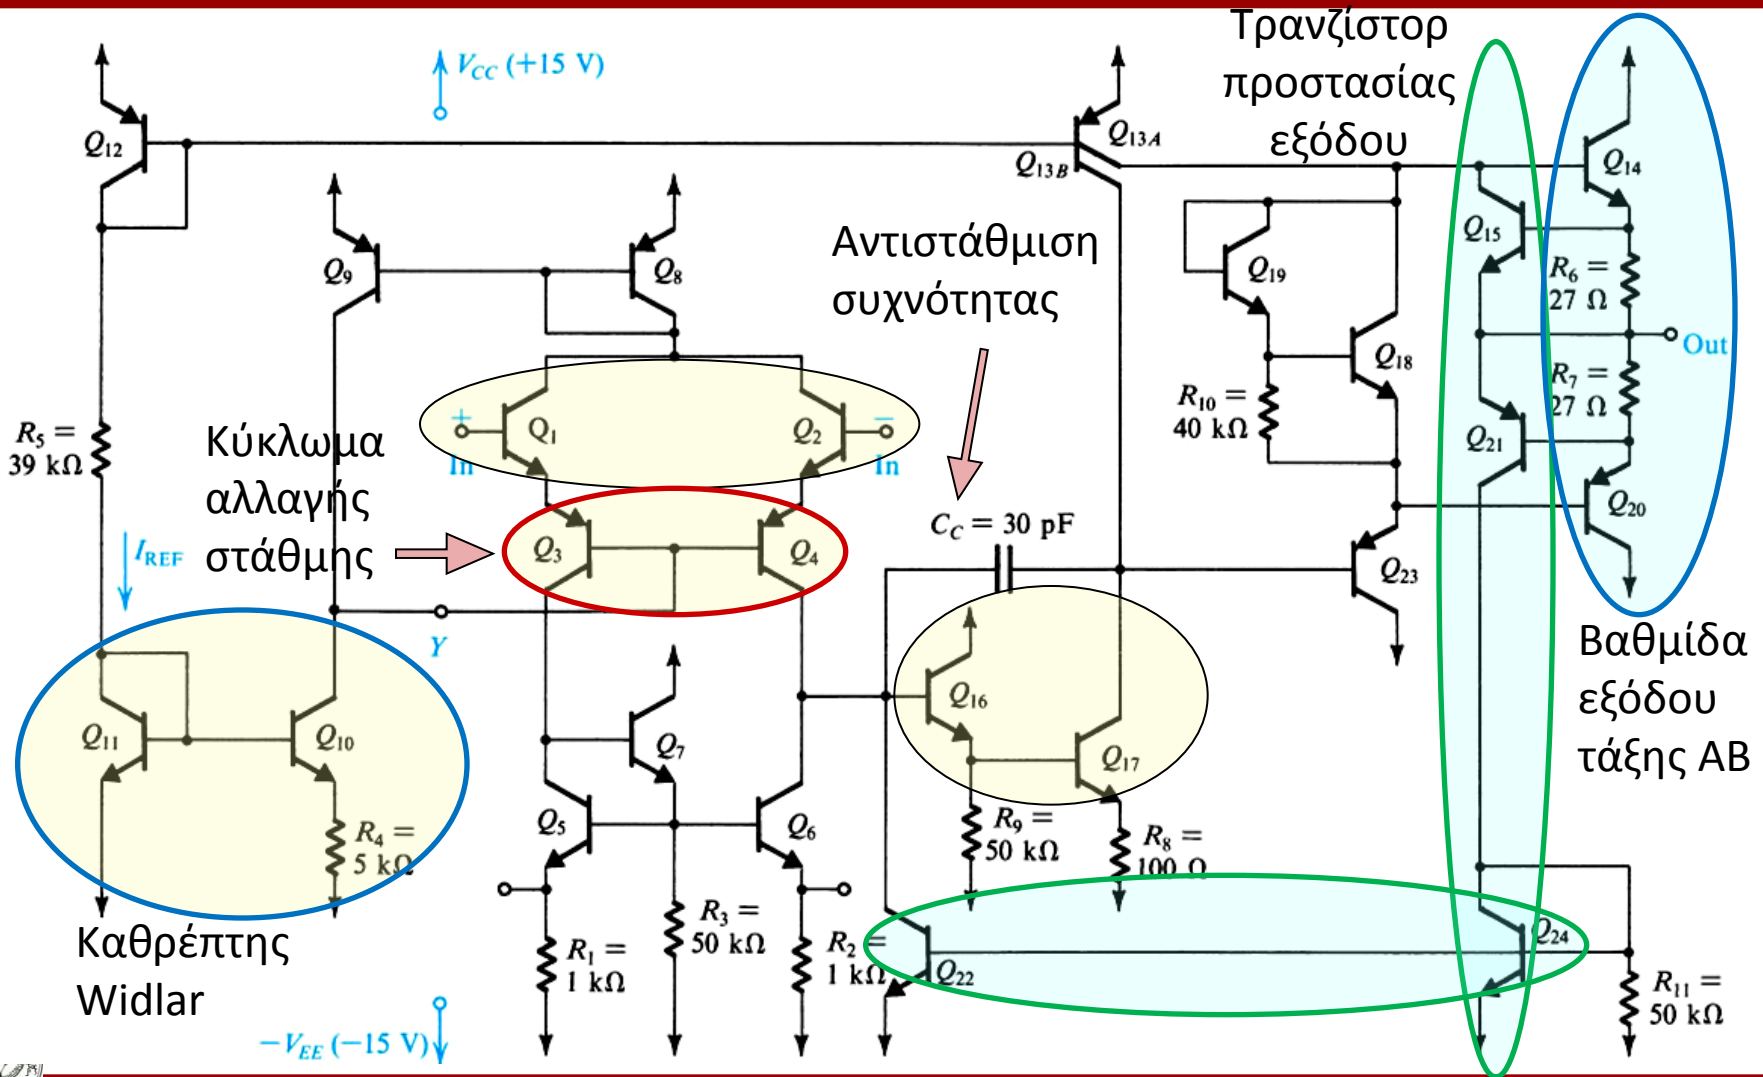 Τρανζίστορ
προστασίας
εξόδου
V_CC (+15 V)
Q12
Q13A
Q13B
Q14
Q9
Q8
Αντιστάθμιση
συχνότητας
Q15
R6 =
27 Ω
Q19
Q18
Out
R7 =
27 Ω
R10 =
40 kΩ
R5 =
39 kΩ
Κύκλωμα
αλλαγής
στάθμης
+
In
Q1
Q2
−
In
Q21
Q20
C_C = 30 pF
I_REF
Q3
Q4
Q23
Y
Βαθμίδα
εξόδου
τάξης AB
Q16
Q11
Q10
Q7
Q17
R4 =
5 kΩ
Q5
Q6
R9 =
50 kΩ
R8 =
100 Ω
Καθρέπτης
Widlar
R3 =
50 kΩ
R1 =
1 kΩ
R2 =
1 kΩ
Q22
Q24
R11 =
50 kΩ
−V_EE (−15 V)